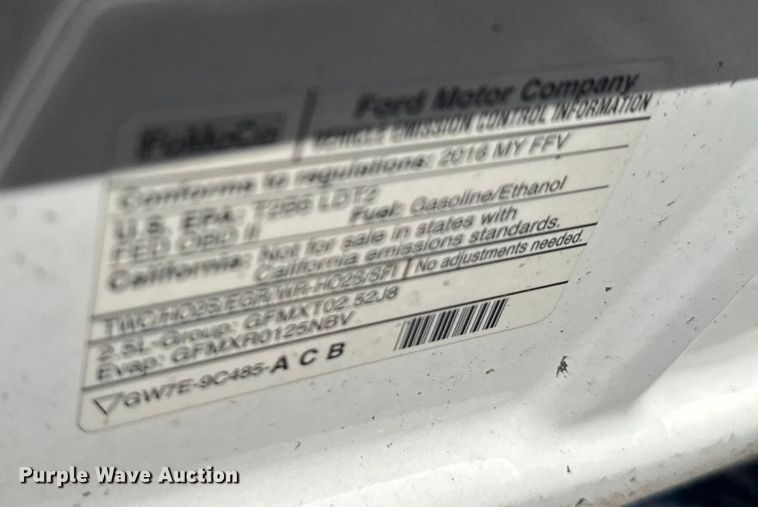 FoMoCo
Ford Motor Company
VEHICLE EMISSION CONTROL INFORMATION
Conforms to regulations: 2016 MY FFV
U.S. EPA: T2B5 LDT2
Fuel: Gasoline/Ethanol
FED OBD II
California: Not for sale in states with
California emissions standards.
TWC/HO2S/EGR/WR-HO2S/SFI No adjustments needed.
2.5L-Group: GFMXT02.52J8
Evap: GFMXR0125NBV
GW7E-9C485-A C B
Purple Wave Auction